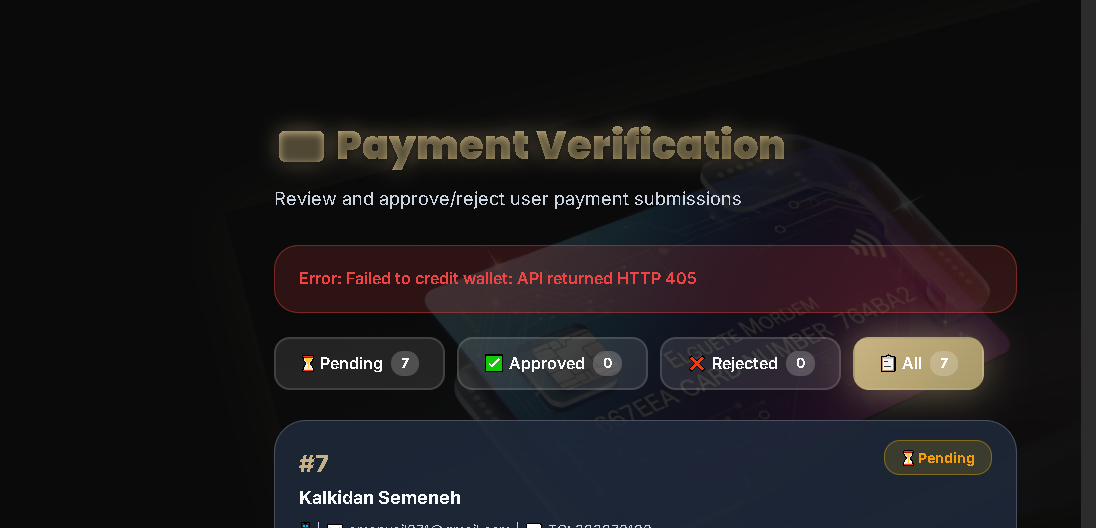 Payment Verification
Review and approve/reject user payment submissions
Error: Failed to credit wallet: API returned HTTP 405
⏳ Pending 7
✅ Approved 0
❌ Rejected 0
📋 All 7
#7
⏳ Pending
Kalkidan Semeneh